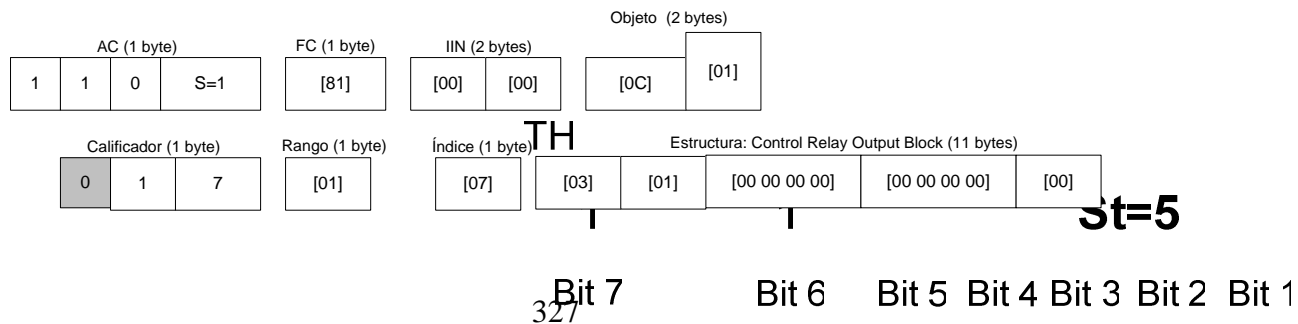 Objeto (2 bytes)
AC (1 byte) FC (1 byte) IIN (2 bytes)
1 1 0 S=1 [81] [00] [00] [0C] [01]
TH
Calificador (1 byte) Rango (1 byte) Índice (1 byte) Estructura: Control Relay Output Block (11 bytes)
0 1 7 [01] [07] [03] [01] [00 00 00 00] [00 00 00 00] [00]
St=5
Bit 7 Bit 6 Bit 5 Bit 4 Bit 3 Bit 2 Bit 1
327